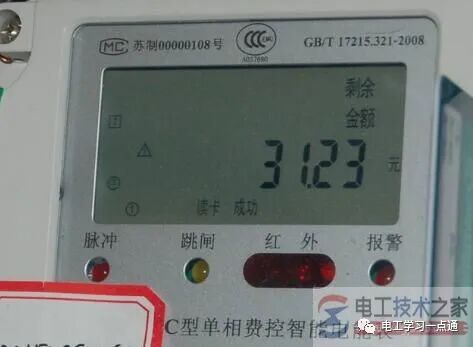 MC 苏制00000108号
CCC
A037680
GB/T 17215.321-2008
剩余
金额
31.23 元
读卡 成功
脉冲 跳闸 红 外 报警
C型单相费控智能电能表
电工技术之家
电工学习一点通